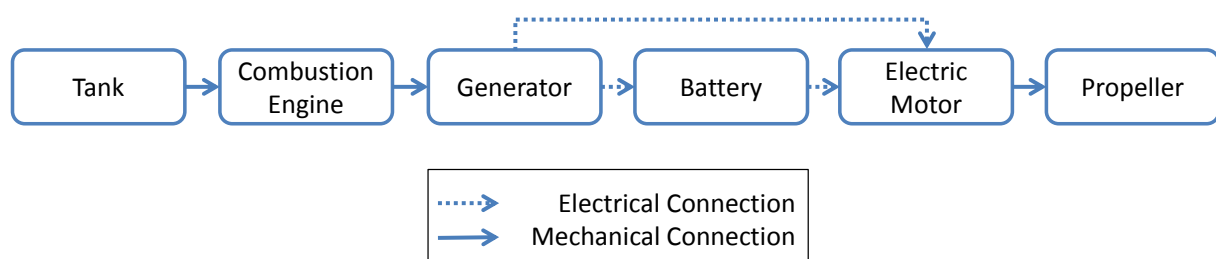 Tank
Combustion
Engine
Generator
Battery
Electric
Motor
Propeller
Electrical Connection
Mechanical Connection